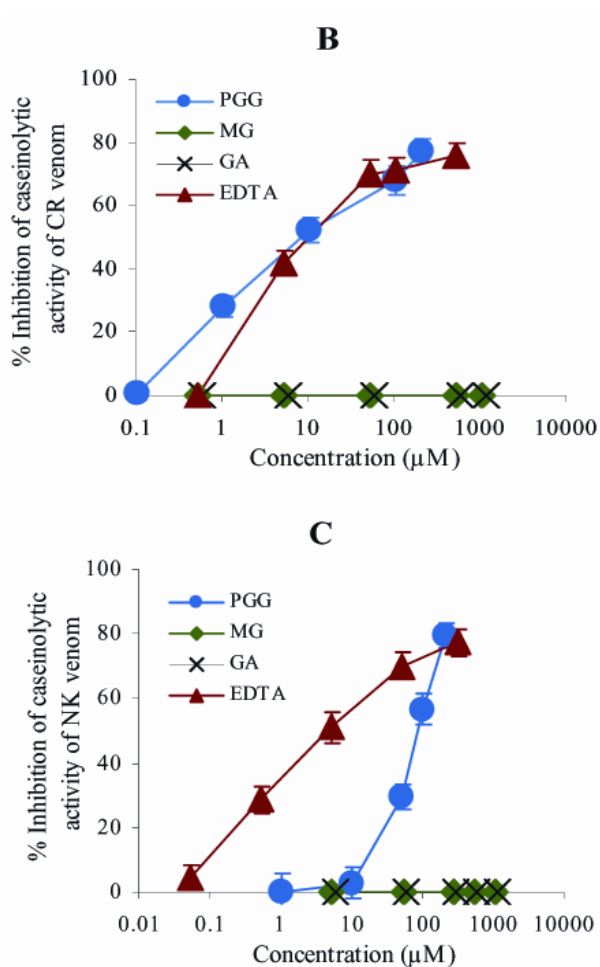 B
100
80
60
40
20
0
PGG
MG
GA
EDTA
% Inhibition of caseinolytic
activity of CR venom
0.1 1 10 100 1000 10000
Concentration (µM)
C
100
80
60
40
20
0
PGG
MG
GA
EDTA
% Inhibition of caseinolytic
activity of NK venom
0.01 0.1 1 10 100 1000 10000
Concentration (µM)